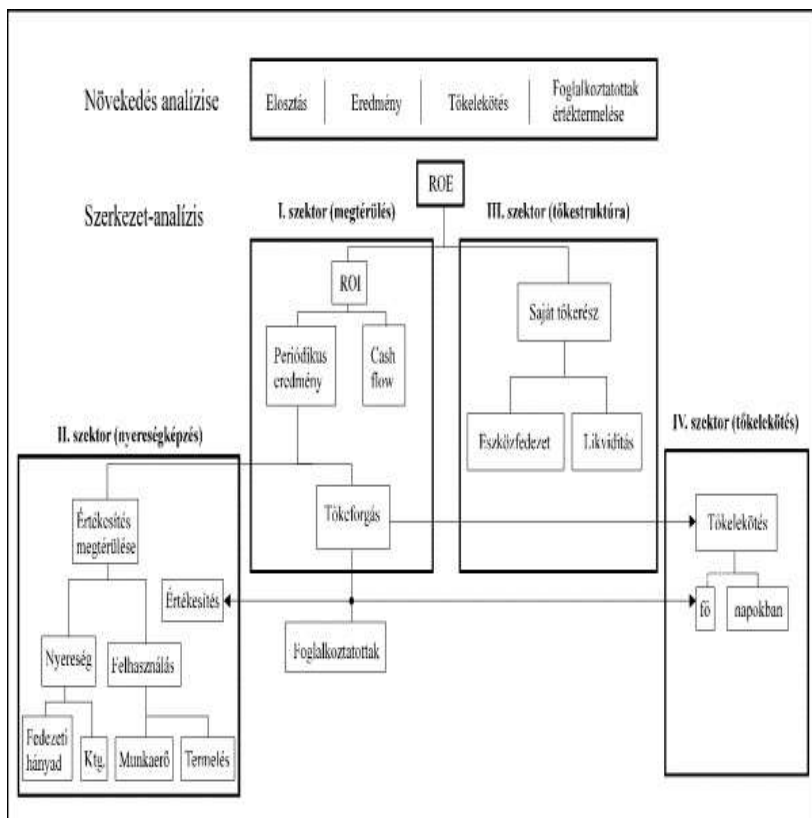 Növekedés analízise
Elosztás
Eredmény
Tőkelekötés
Foglalkoztatottak
értéktermelése
ROE
Szerkezet-analízis
I. szektor (megtérülés)
III. szektor (tőkestruktúra)
ROI
Periódikus
eredmény
Cash
flow
Saját tőkerész
Eszközfedezet
Likviditás
II. szektor (nyereségképzés)
IV. szektor (tőkelekötés)
Értékesítés
megtérülése
Tőkeforgás
Tőkelekötés
Értékesítés
fő
napokban
Foglalkoztatottak
Nyereség
Felhasználás
Fedezeti
hányad
Ktg.
Munkaerő
Termelés